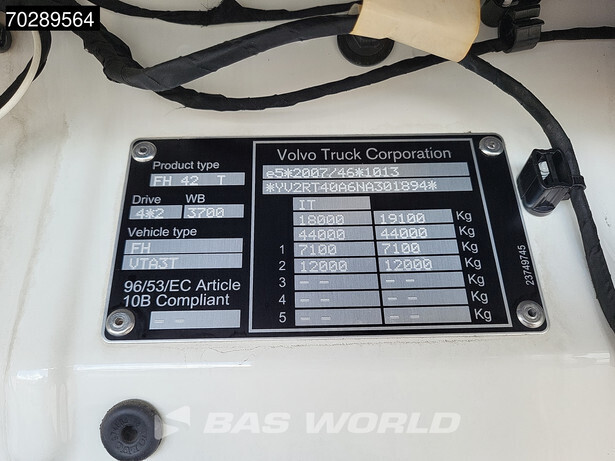 70289564
Product type
FH 42 T
Drive WB
4*2 3700
Vehicle type
FH
VTA3T
96/53/EC Article
10B Compliant
-- --
Volvo Truck Corporation
e5*2007/46*1013
*YV2RT40A6NA301894*
IT
18000 19100 Kg
44000 44000 Kg
1 7100 7100 Kg
2 12000 12000 Kg
3 -- -- -- -- Kg
4 -- -- -- -- Kg
5 -- -- -- -- Kg
23749745
BAS WORLD